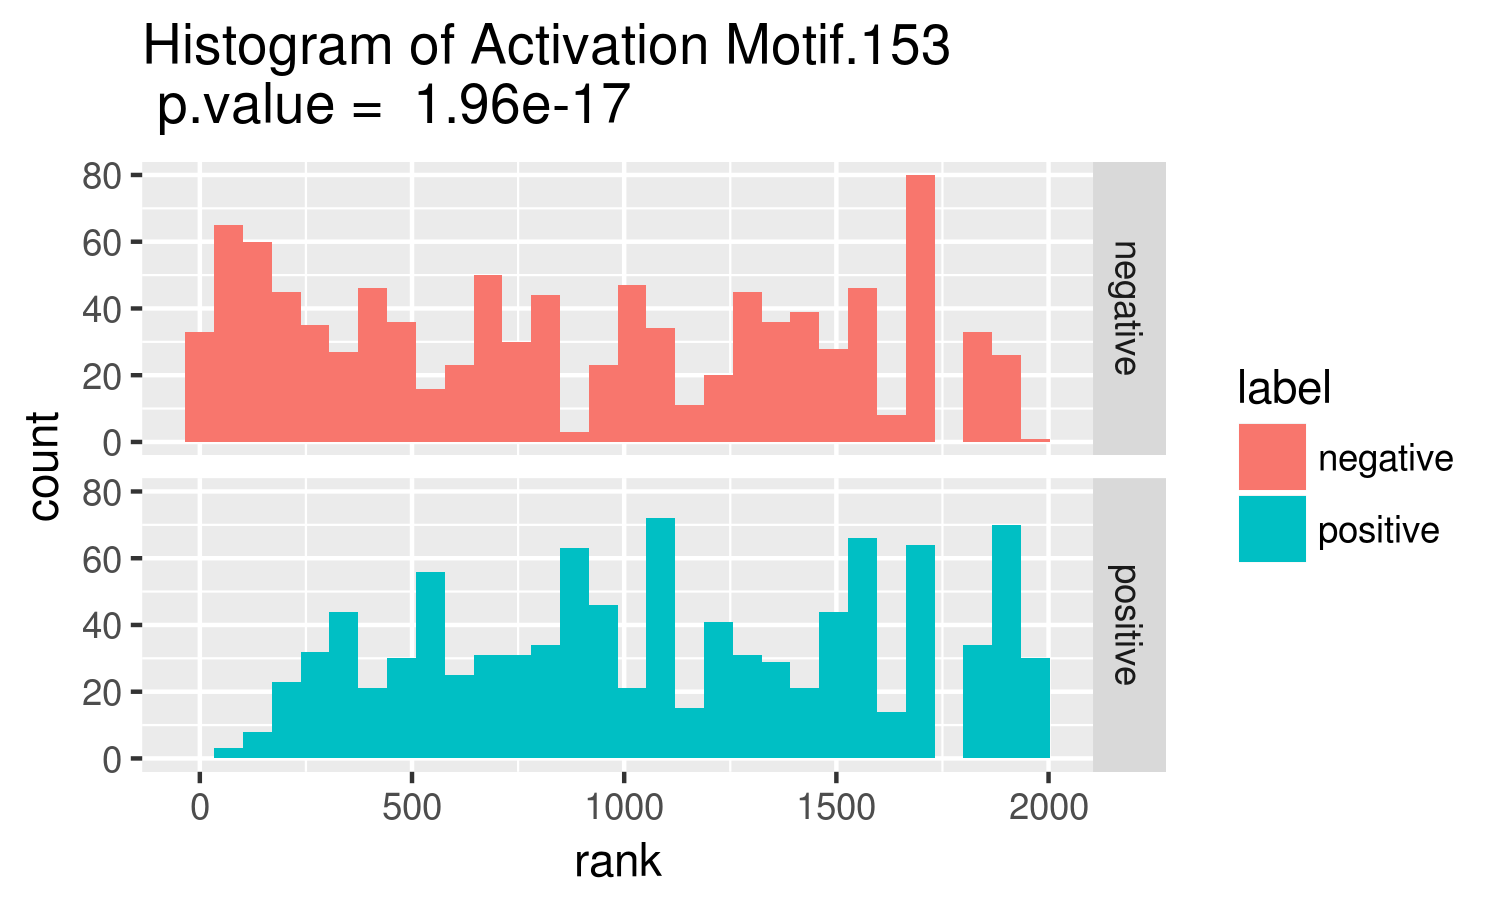 Histogram of Activation Motif.153
p.value = 1.96e-17
80
60
40
20
0
negative
80
60
40
20
0
positive
count
0 500 1000 1500 2000
rank
label
negative
positive